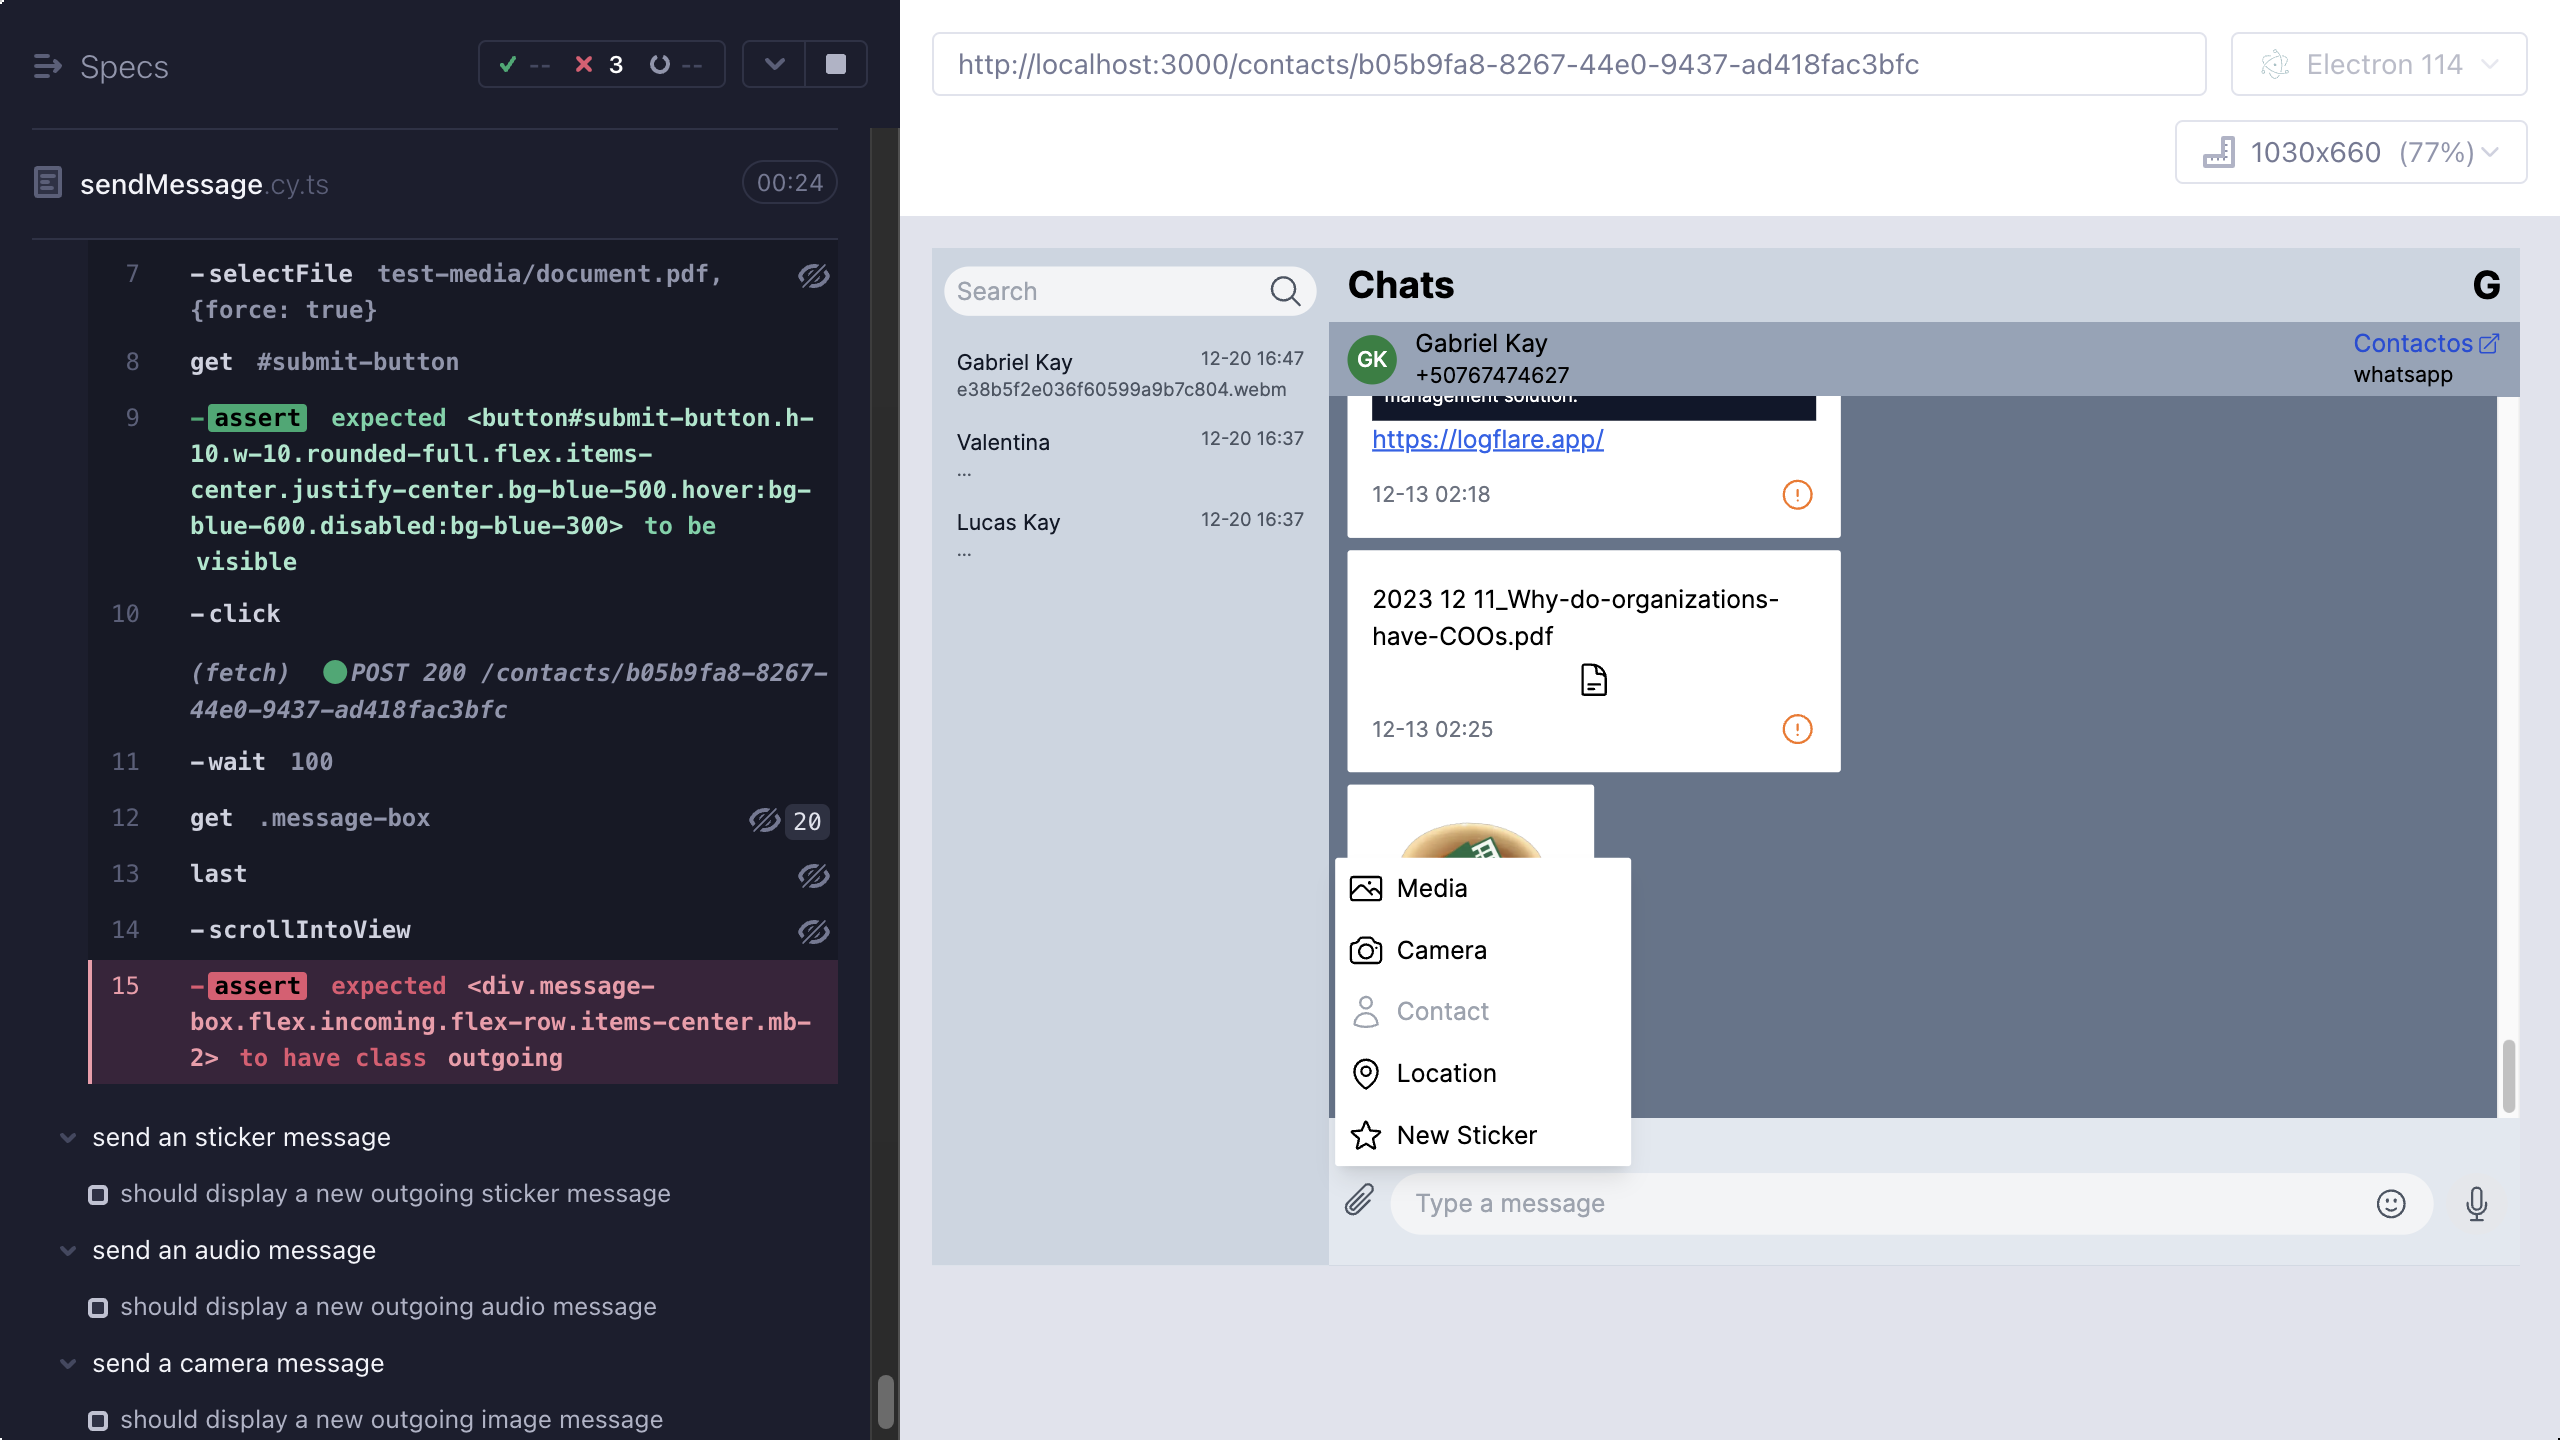 Specs
-- 3 --
sendMessage.cy.ts
00:24
7 -selectFile test-media/document.pdf,
{force: true}
8 get #submit-button
9 -assert expected <button#submit-button.h-
10.w-10.rounded-full.flex.items-
center.justify-center.bg-blue-500.hover:bg-
blue-600.disabled:bg-blue-300> to be
visible
10 -click
(fetch) POST 200 /contacts/b05b9fa8-8267-
44e0-9437-ad418fac3bfc
11 -wait 100
12 get .message-box 20
13 last
14 -scrollIntoView
15 -assert expected <div.message-
box.flex.incoming.flex-row.items-center.mb-
2> to have class outgoing
send an sticker message
should display a new outgoing sticker message
send an audio message
should display a new outgoing audio message
send a camera message
should display a new outgoing image message
http://localhost:3000/contacts/b05b9fa8-8267-44e0-9437-ad418fac3bfc
Electron 114
1030x660 (77%)
Search
Gabriel Kay 12-20 16:47
e38b5f2e036f60599a9b7c804.webm
Valentina 12-20 16:37
...
Lucas Kay 12-20 16:37
...
Chats
G
GK
Gabriel Kay
+50767474627
Contactos
whatsapp
management solution.
https://logflare.app/
12-13 02:18
2023 12 11_Why-do-organizations-
have-COOs.pdf
12-13 02:25
Media
Camera
Contact
Location
New Sticker
Type a message